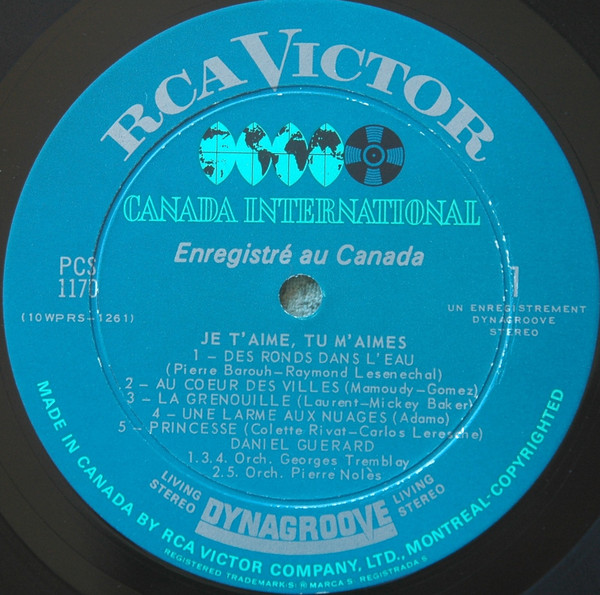 RCA VICTOR
CANADA INTERNATIONAL
Enregistré au Canada
PCS
1170
(10WPRS-1261)
1
UN ENREGISTREMENT
DYNAGROOVE
STEREO
JE T'AIME, TU M'AIMES
1 – DES RONDS DANS L'EAU
(Pierre Barouh–Raymond Lesenechal)
2 – AU COEUR DES VILLES (Mamoudy–Gomez)
3 – LA GRENOUILLE (Laurent–Mickey Baker)
4 – UNE LARME AUX NUAGES (Adamo)
5 – PRINCESSE (Colette Rivat–Carlos Leresche)
DANIEL GUERARD
1.3.4. Orch. Georges Tremblay
2.5. Orch. Pierre Nolès
LIVING
STEREO
DYNAGROOVE
LIVING
STEREO
MADE IN CANADA BY RCA VICTOR COMPANY, LTD., MONTREAL-COPYRIGHTED
REGISTERED TRADEMARK·S· ® MARCA·S REGISTRADA·S